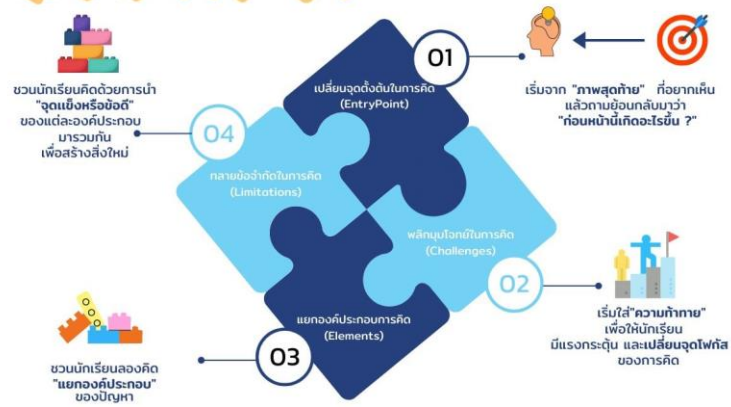 01
เปลี่ยนจุดตั้งต้นในการคิด
(EntryPoint)
เริ่มจาก "ภาพสุดท้าย" ที่อยากเห็น
แล้วถามย้อนกลับมาว่า
"ก่อนหน้านี้เกิดอะไรขึ้น ?"
02
พลิกมุมโจทย์ในการคิด
(Challenges)
เริ่มใส่"ความท้าทาย"
เพื่อให้นักเรียน
มีแรงกระตุ้น และเปลี่ยนจุดโฟกัส
ของการคิด
03
แยกองค์ประกอบการคิด
(Elements)
ชวนนักเรียนลองคิด
"แยกองค์ประกอบ"
ของปัญหา
04
ทลายข้อจำกัดในการคิด
(Limitations)
ชวนนักเรียนคิดด้วยการนำ
"จุดแข็งหรือข้อดี"
ของแต่ละองค์ประกอบ
มารวมกัน
เพื่อสร้างสิ่งใหม่